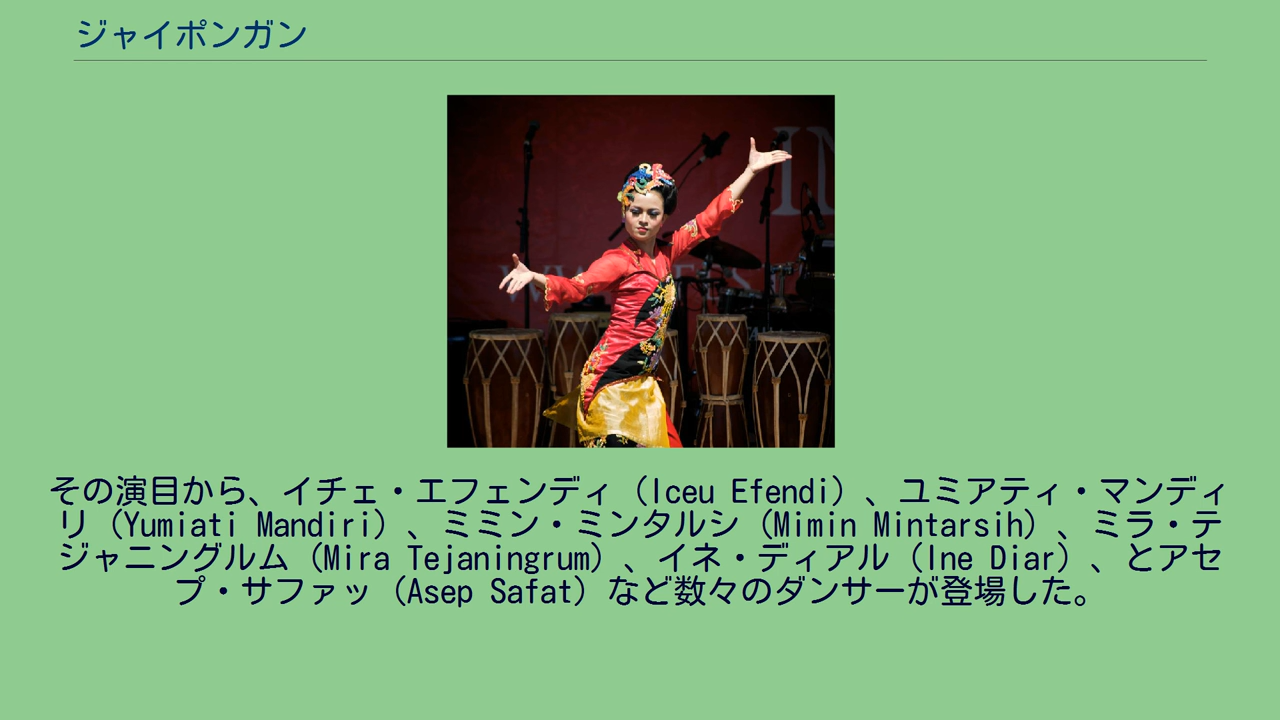 ジャイポンガン
IN
その演目から、イチェ・エフェンディ（Iceu Efendi）、ユミアティ・マンディ
リ（Yumiati Mandiri）、ミミン・ミンタルシ（Mimin Mintarsih）、ミラ・テ
ジャニングルム（Mira Tejaningrum）、イネ・ディアル（Ine Diar）、とアセ
プ・サファッ（Asep Safat）など数々のダンサーが登場した。